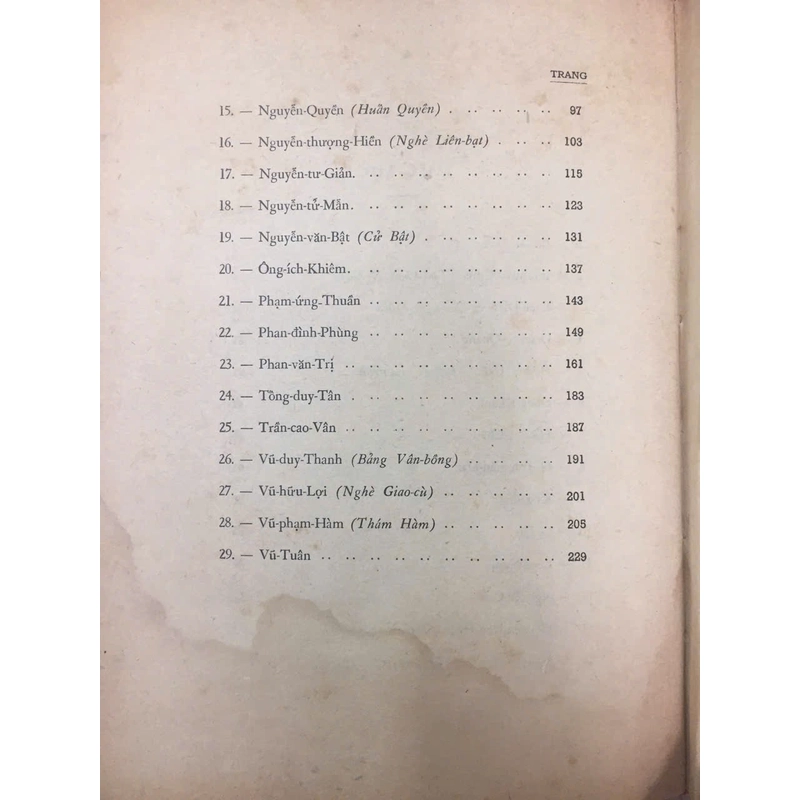 TRANG
15. — Nguyễn-Quyền (Huấn Quyền) . .. .. .. .. 97
16. — Nguyễn-thượng-Hiền (Nghè Liên-bạt) . .. .. 103
17. — Nguyễn-tư-Giản. .. .. .. .. .. .. .. .. 115
18. — Nguyễn-tử-Mẫn. .. .. .. .. .. .. .. .. 123
19. — Nguyễn-văn-Bật (Cử Bật) . .. .. .. .. .. 131
20. — Ông-ích-Khiêm. .. .. .. .. .. .. .. .. 137
21. — Phạm-ứng-Thuần .. .. .. .. .. .. .. .. 143
22. — Phan-đình-Phùng .. .. .. .. .. .. .. .. 149
23. — Phan-văn-Trị .. .. .. .. .. .. .. .. .. 161
24. — Tống-duy-Tân . .. .. .. .. .. .. .. .. 183
25. — Trần-cao-Vân .. .. .. .. .. .. .. .. .. 187
26. — Vũ-duy-Thanh (Bảng Vân-bồng) .. .. .. .. 191
27. — Vũ-hữu-Lợi (Nghè Giao-cù) .. .. .. .. .. 201
28. — Vũ-phạm-Hàm (Thám Hàm) .. .. .. .. .. 205
29. — Vũ-Tuân .. .. .. .. .. .. .. .. .. .. 229